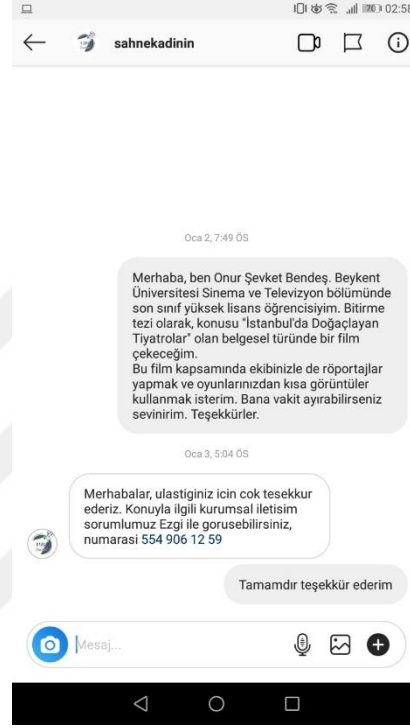 02:58
sahnekadinin
Oca 2, 7:49 ÖS
Merhaba, ben Onur Şevket Bendeş. Beykent
Üniversitesi Sinema ve Televizyon bölümünde
son sınıf yüksek lisans öğrencisiyim. Bitirme
tezi olarak, konusu "İstanbul'da Doğaçlayan
Tiyatrolar" olan belgesel türünde bir film
çekeceğim.
Bu film kapsamında ekibinizle de röportajlar
yapmak ve oyunlarınızdan kısa görüntüler
kullanmak isterim. Bana vakit ayırabilirseniz
sevinirim. Teşekkürler.
Oca 3, 5:04 ÖS
Merhabalar, ulastiginiz icin cok tesekkur
ederiz. Konuyla ilgili kurumsal iletisim
sorumlumuz Ezgi ile gorusebilirsiniz,
numarasi 554 906 12 59
Tamamdır teşekkür ederim
Mesaj...